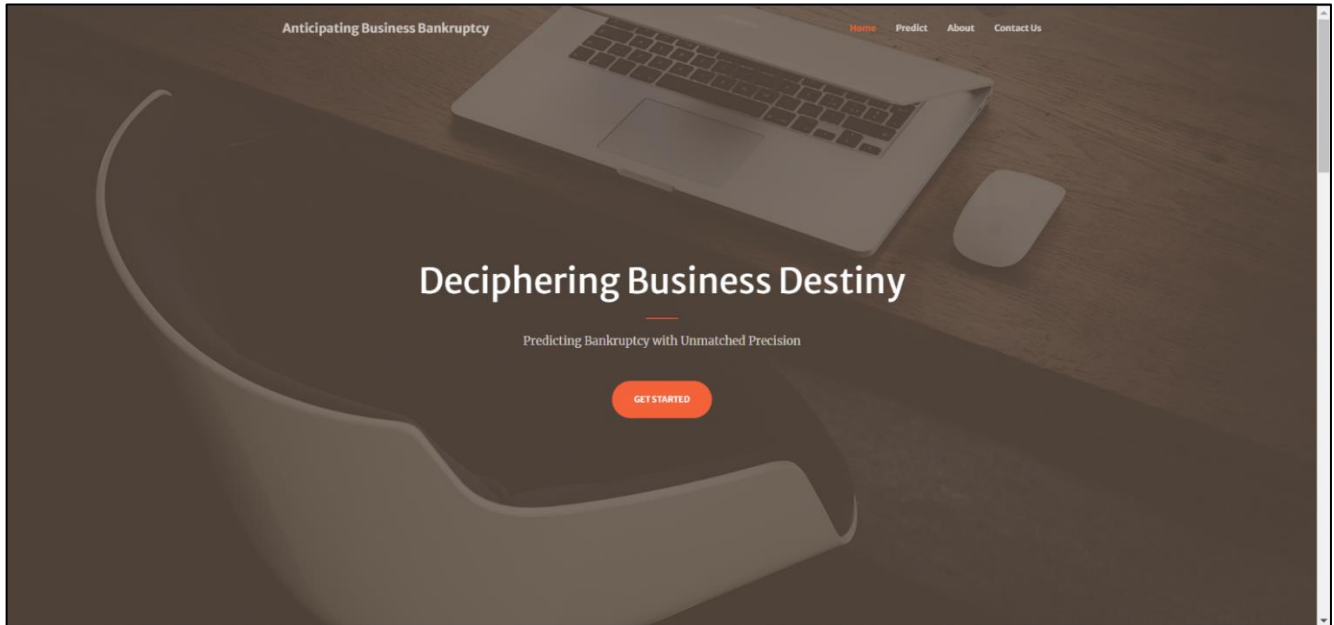 Anticipating Business Bankruptcy
Home Predict About Contact Us
Deciphering Business Destiny
Predicting Bankruptcy with Unmatched Precision
GET STARTED